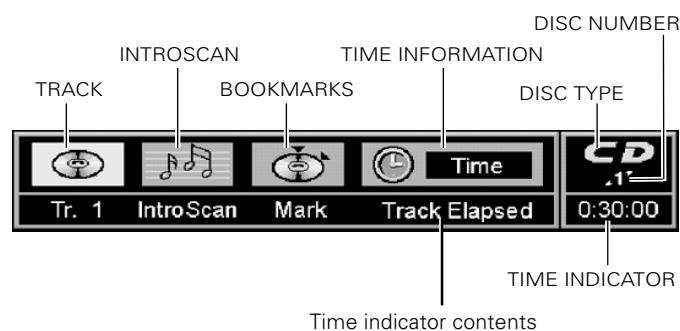 DISC NUMBER
INTROSCAN TIME INFORMATION
TRACK BOOKMARKS DISC TYPE
Time CD
1
Tr. 1 IntroScan Mark Track Elapsed 0:30:00
TIME INDICATOR
Time indicator contents